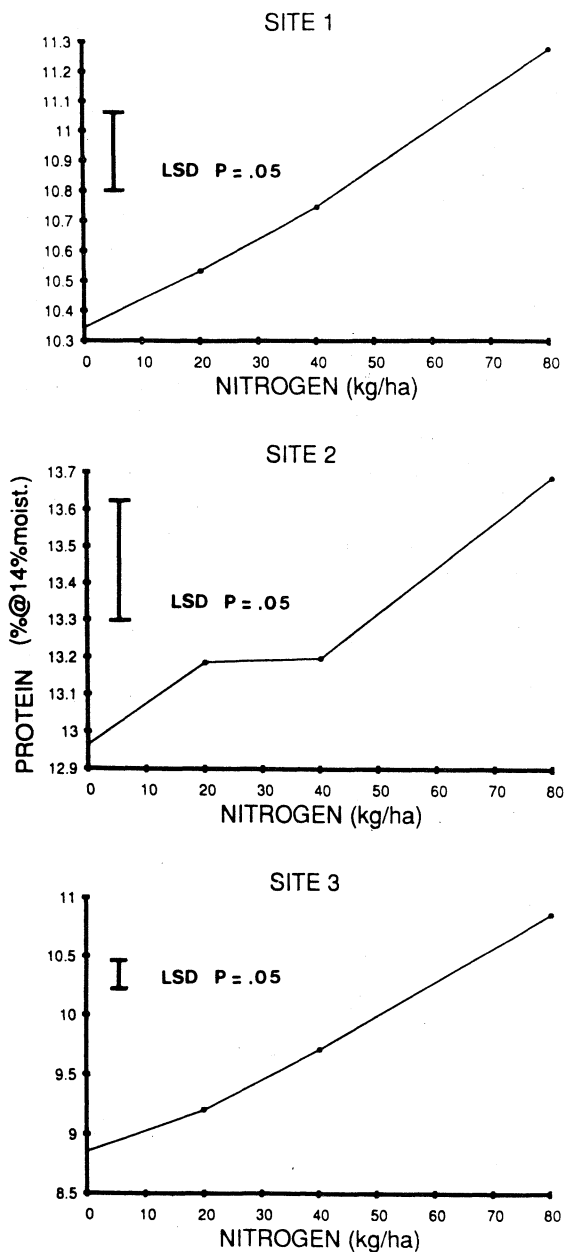 SITE 1
11.3
11.2
11.1
11
10.9
10.8
10.7
10.6
10.5
10.4
10.3
LSD P = .05
0 10 20 30 40 50 60 70 80
NITROGEN (kg/ha)
SITE 2
PROTEIN (%@14%moist.)
13.7
13.6
13.5
13.4
13.3
13.2
13.1
13
12.9
LSD P = .05
0 10 20 30 40 50 60 70 80
NITROGEN (kg/ha)
SITE 3
11
10.5
10
9.5
9
8.5
LSD P = .05
0 10 20 30 40 50 60 70 80
NITROGEN (kg/ha)